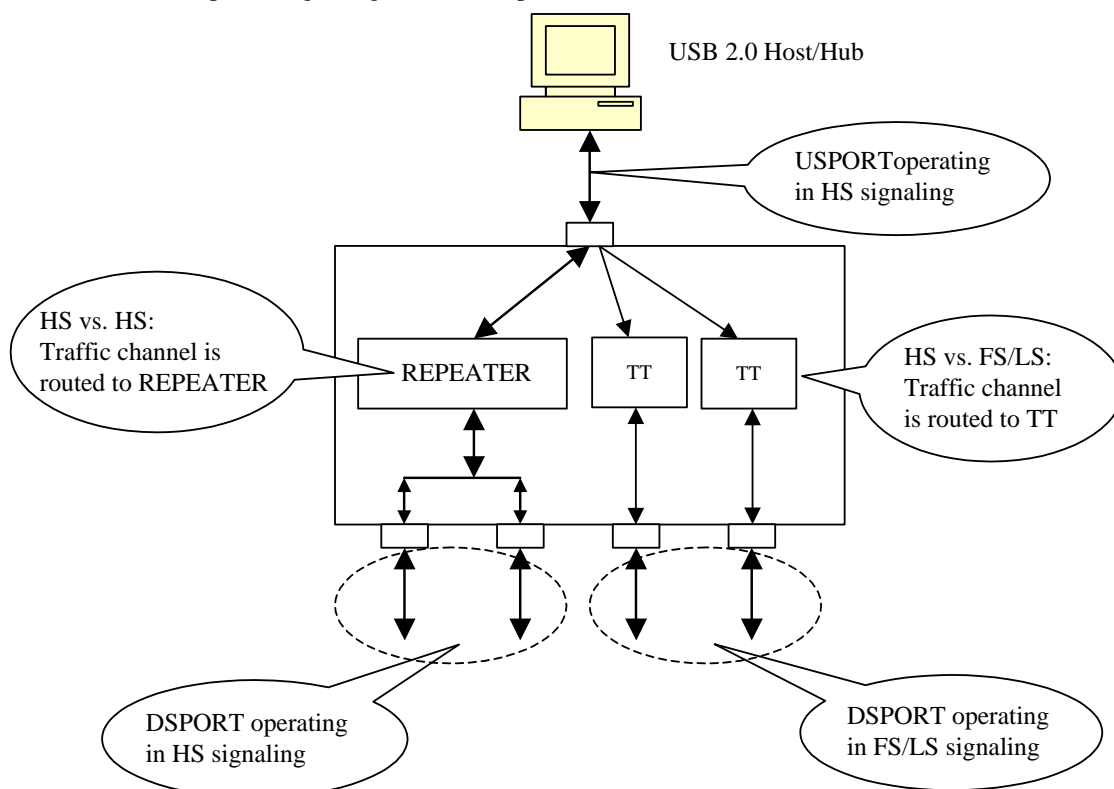 USB 2.0 Host/Hub
USPORToperating
in HS signaling
HS vs. HS:
Traffic channel is
routed to REPEATER
REPEATER
TT
TT
HS vs. FS/LS:
Traffic channel
is routed to TT
DSPORT operating
in HS signaling
DSPORT operating
in FS/LS signaling